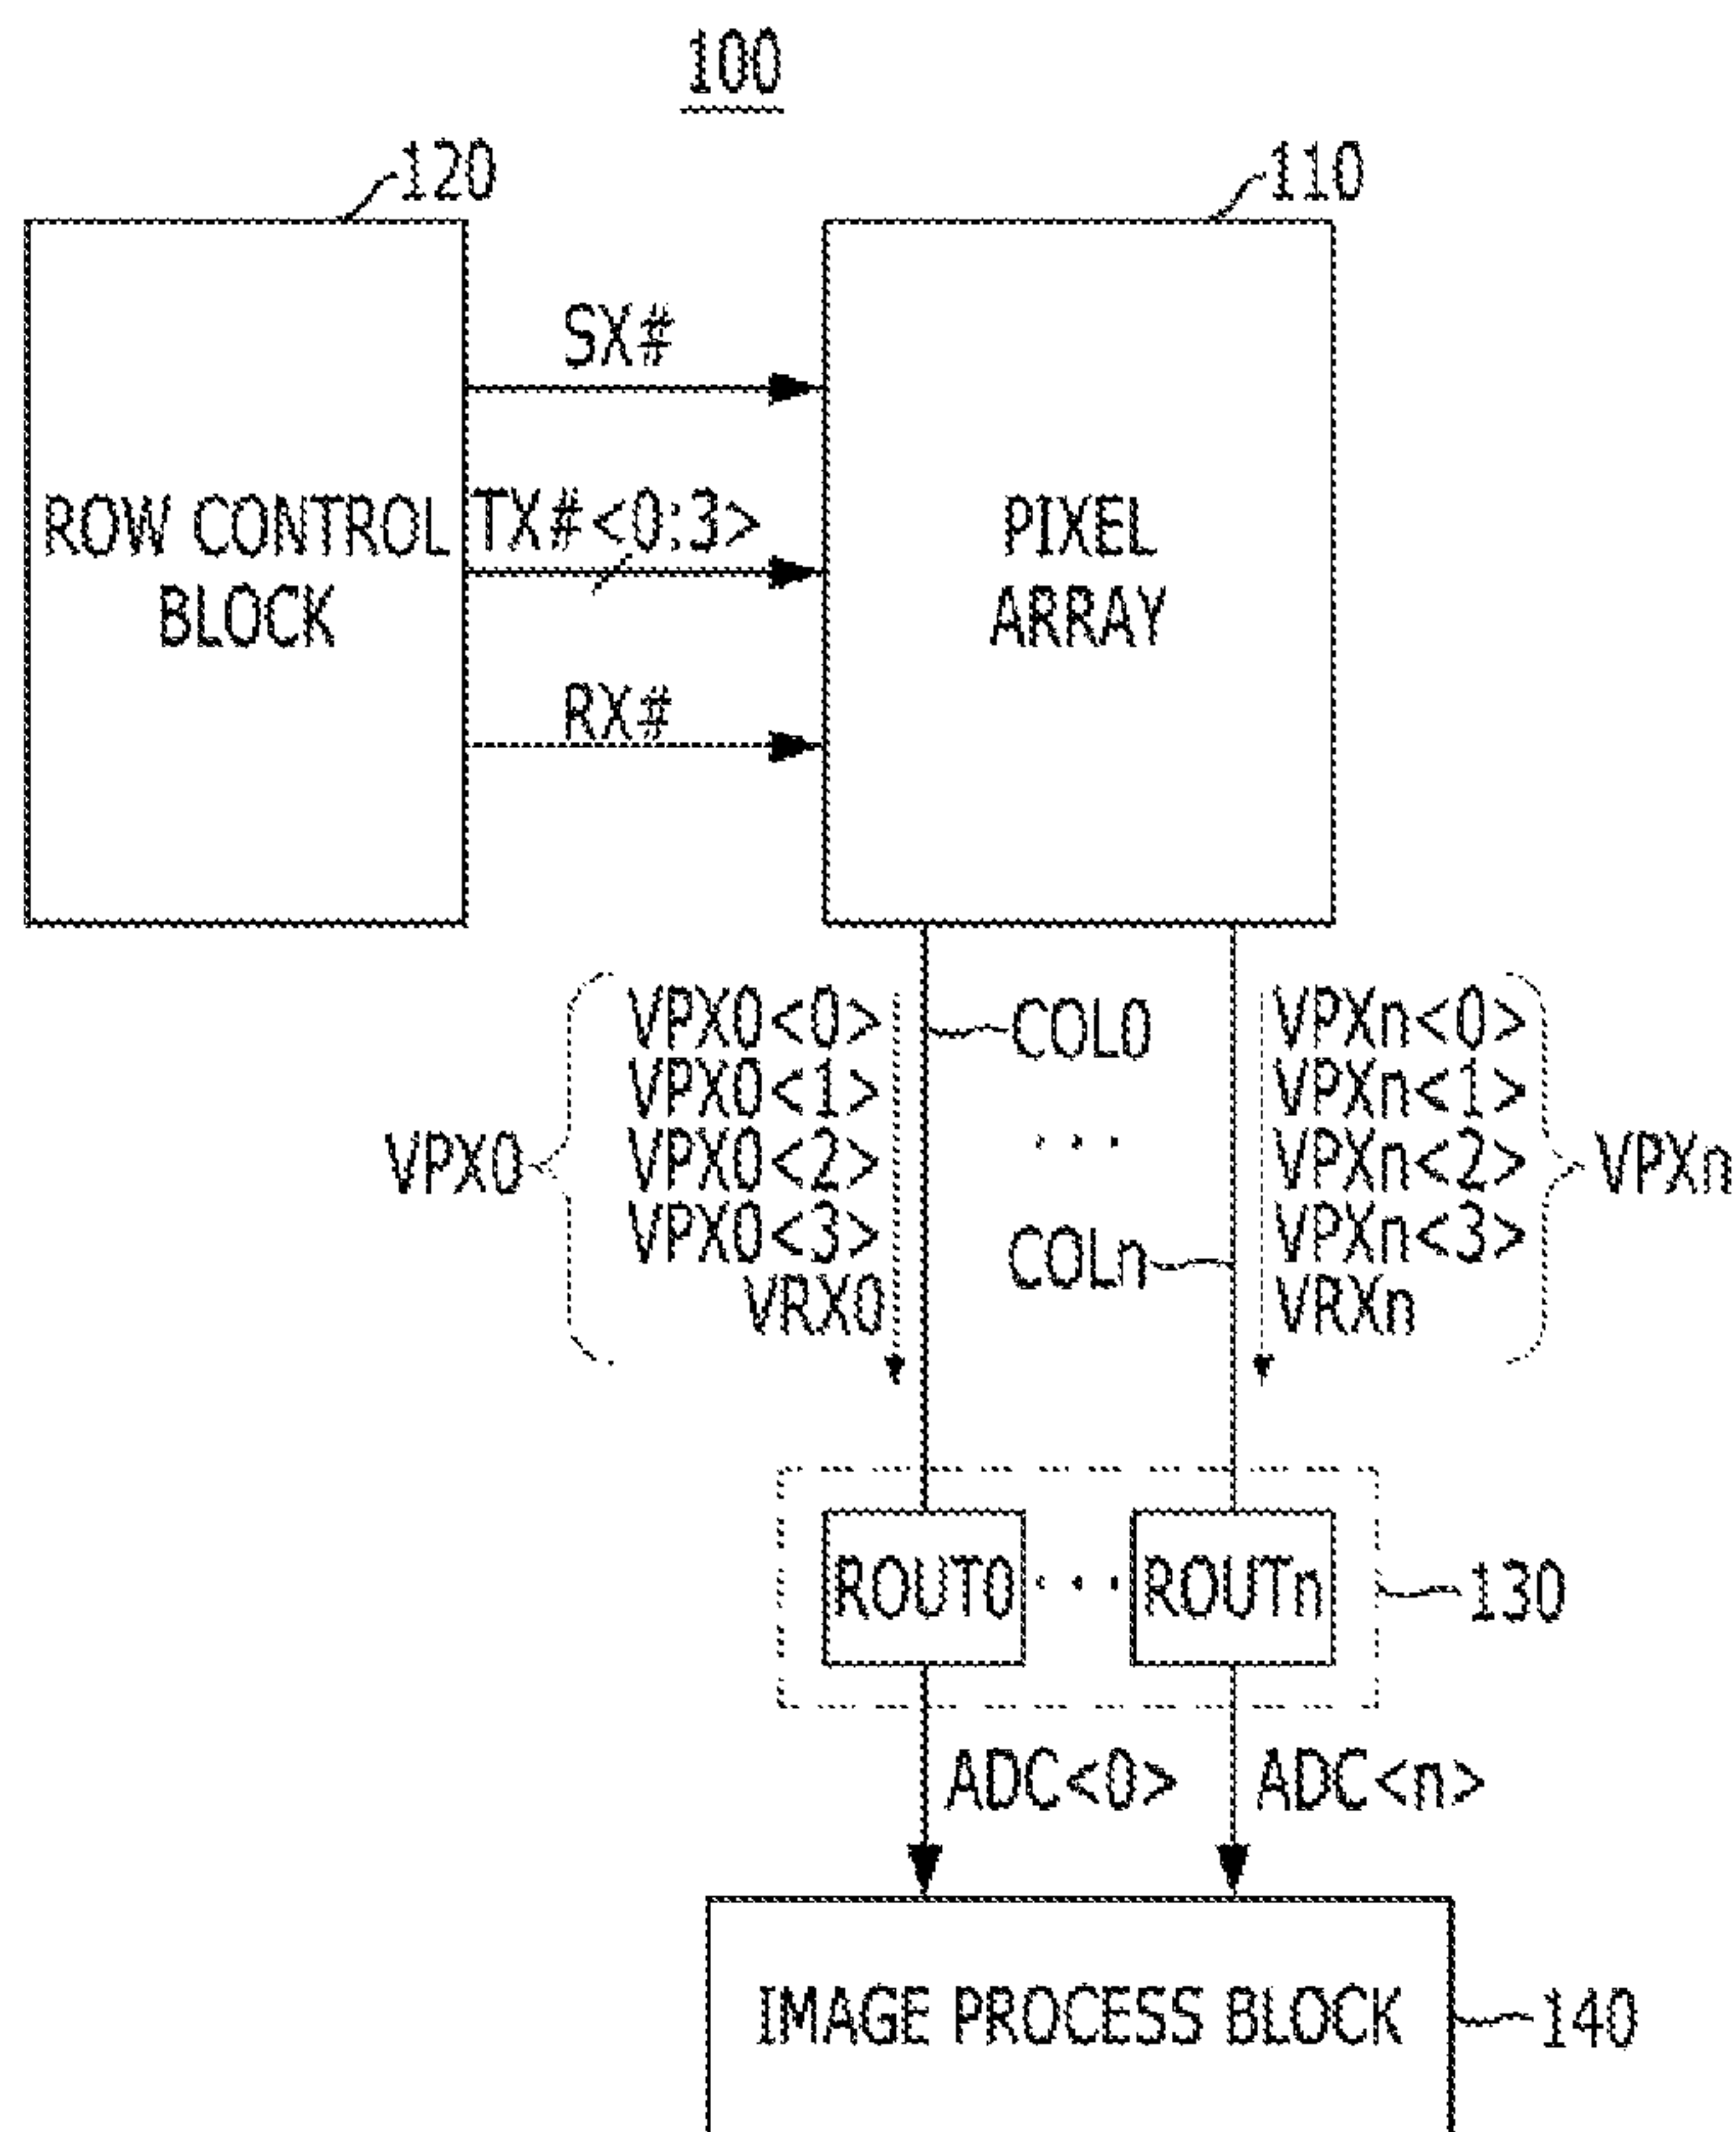 100
120
110
SX#
ROW CONTROL
BLOCK
TX#<0:3>
PIXEL
ARRAY
RX#
VPX0
VPX0<0>
VPX0<1>
VPX0<2>
VPX0<3>
VRX0
COL0
...
COLn
VPXn<0>
VPXn<1>
VPXn<2>
VPXn<3>
VRXn
VPXn
ROUT0 ... ROUTn
130
ADC<0>
ADC<n>
IMAGE PROCESS BLOCK
140